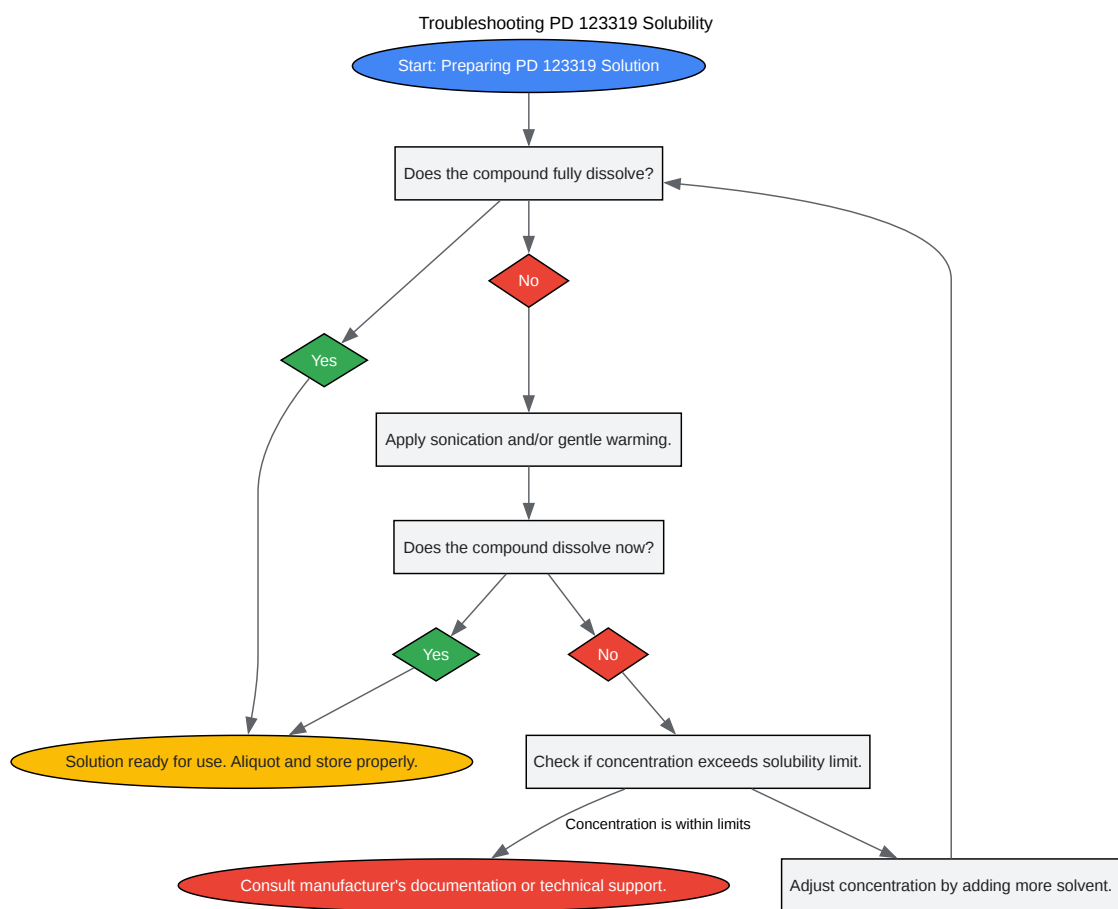 Troubleshooting PD 123319 Solubility
Start: Preparing PD 123319 Solution
Does the compound fully dissolve?
No
Yes
Apply sonication and/or gentle warming.
Does the compound dissolve now?
Yes
No
Solution ready for use. Aliquot and store properly.
Check if concentration exceeds solubility limit.
Concentration is within limits
Consult manufacturer's documentation or technical support.
Adjust concentration by adding more solvent.